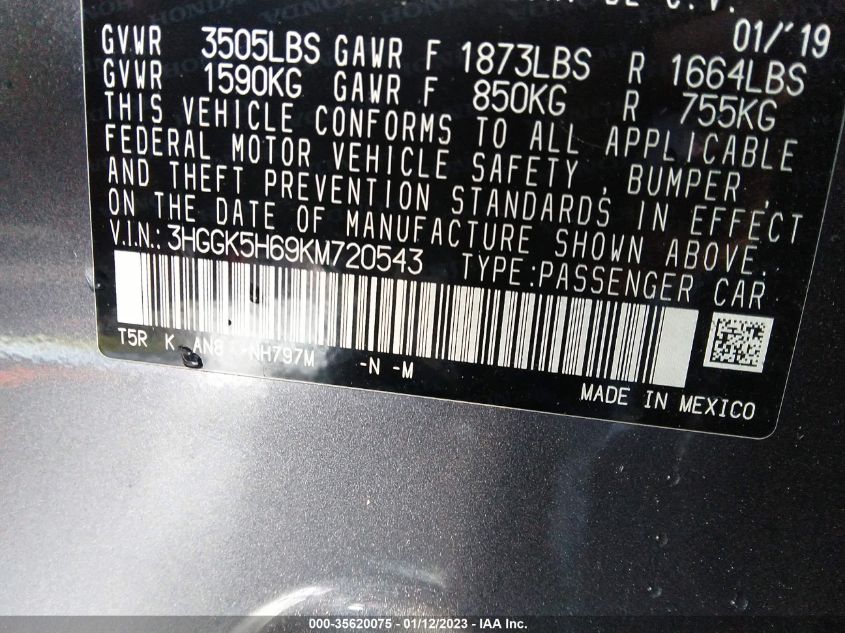 DE C.V.
01/'19
GVWR 3505LBS GAWR F 1873LBS R 1664LBS
GVWR 1590KG GAWR F 850KG R 755KG
THIS VEHICLE CONFORMS TO ALL APPLICABLE
FEDERAL MOTOR VEHICLE SAFETY, BUMPER,
AND THEFT PREVENTION STANDARDS IN EFFECT
ON THE DATE OF MANUFACTURE SHOWN ABOVE.
V.I.N.: 3HGGK5H69KM720543 TYPE:PASSENGER CAR
T5R K AN8 -NH797M -N -M
MADE IN MEXICO
000-35620075 - 01/12/2023 - IAA Inc.